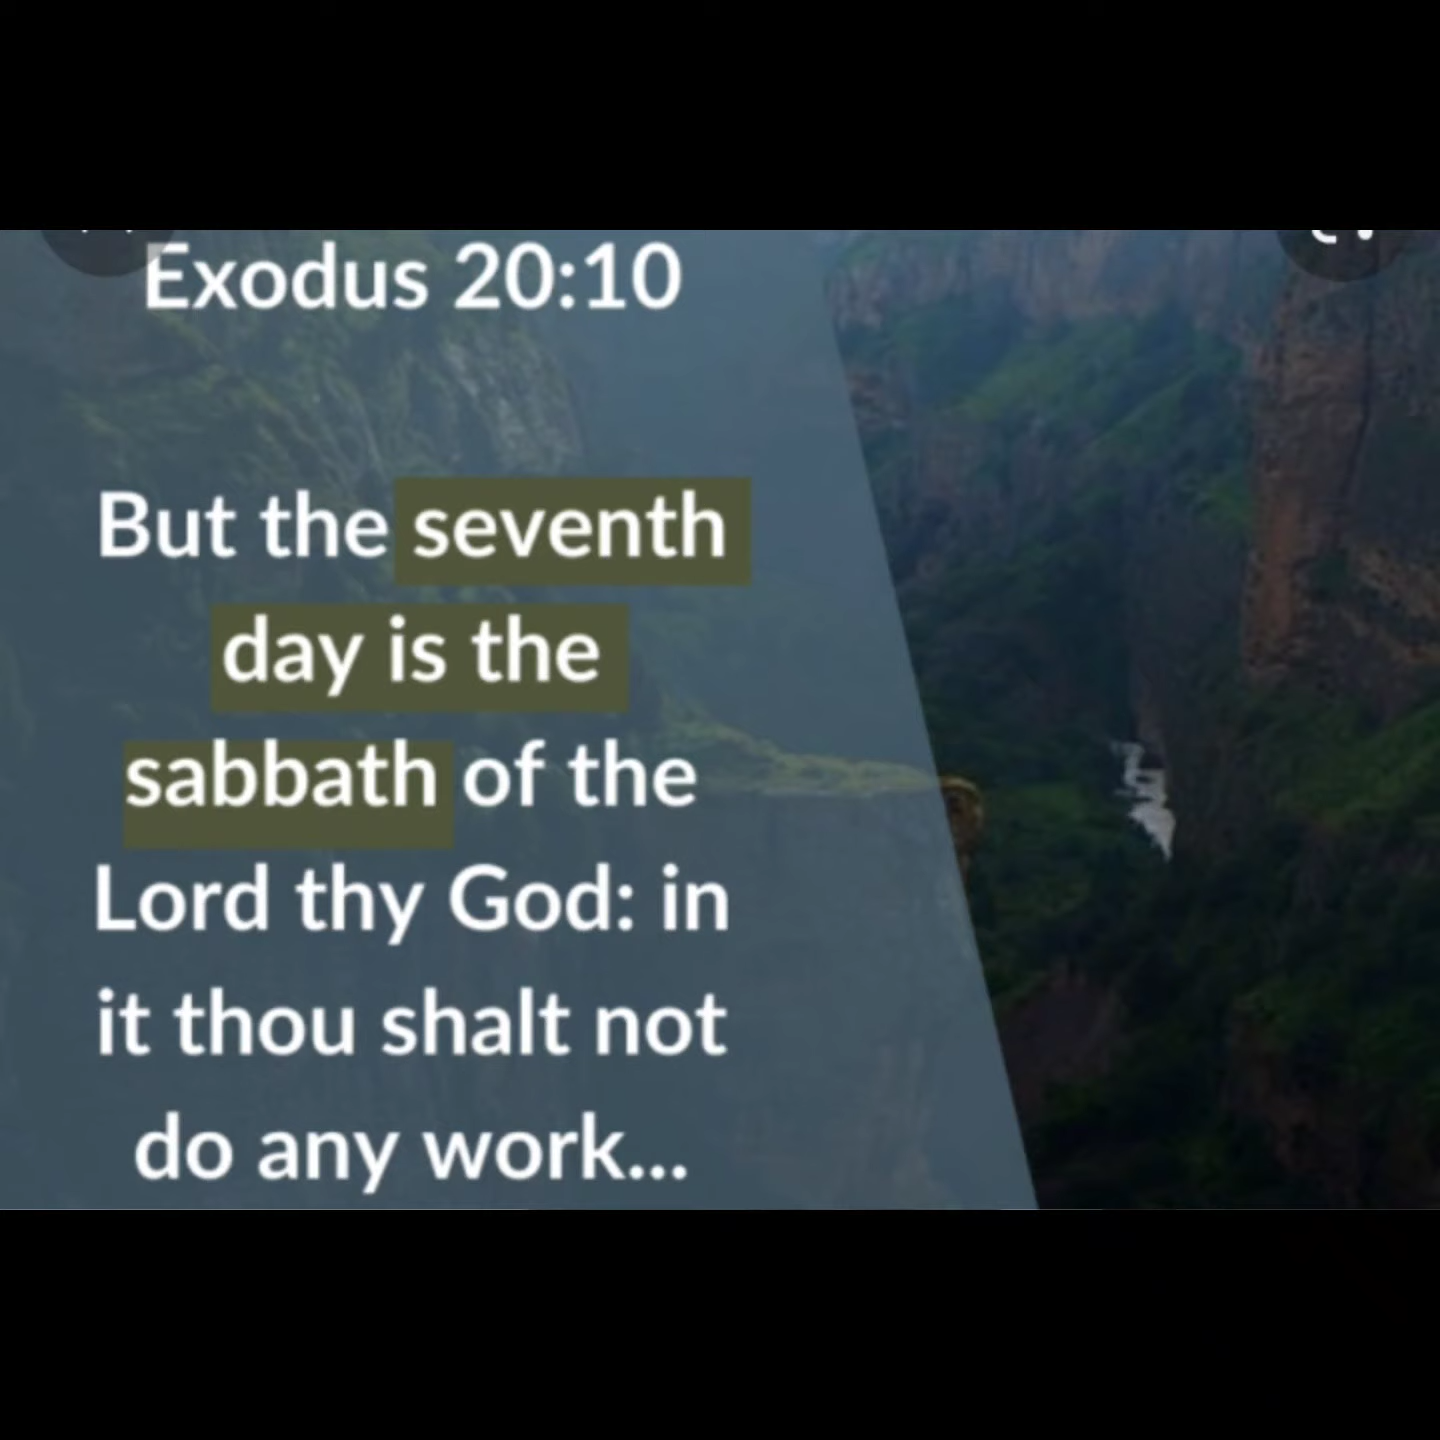 Exodus 20:10
But the seventh
day is the
sabbath of the
Lord thy God: in
it thou shalt not
do any work...